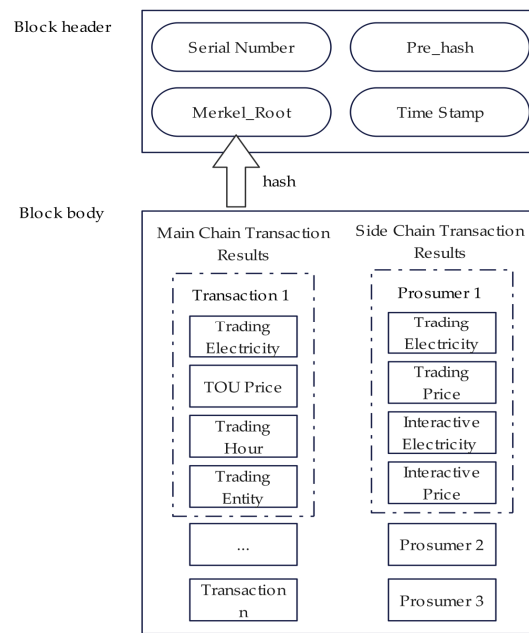 Block header
Serial Number
Pre_hash
Merkel_Root
Time Stamp
hash
Block body
Main Chain Transaction
Results
Transaction 1
Trading
Electricity
TOU Price
Trading
Hour
Trading
Entity
...
Transaction
n
Side Chain Transaction
Results
Prosumer 1
Trading
Electricity
Trading
Price
Interactive
Electricity
Interactive
Price
Prosumer 2
Prosumer 3